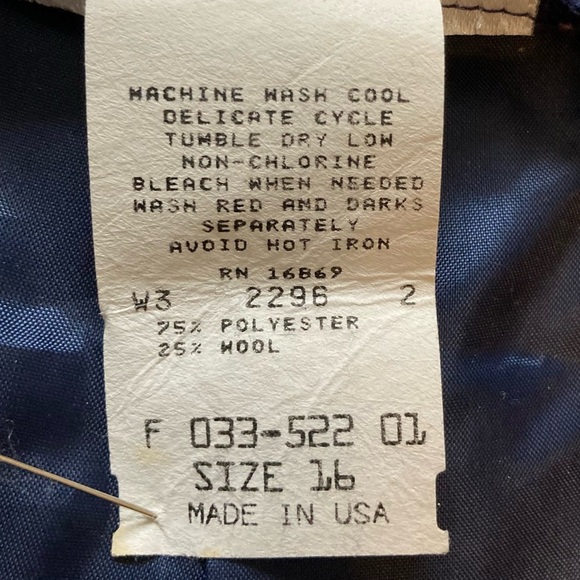 MACHINE WASH COOL
DELICATE CYCLE
TUMBLE DRY LOW
NON-CHLORINE
BLEACH WHEN NEEDED
WASH RED AND DARKS
SEPARATELY
AVOID HOT IRON
RN 16869
W3 2296 2
75% POLYESTER
25% WOOL
F 033-522 01
SIZE 16
MADE IN USA